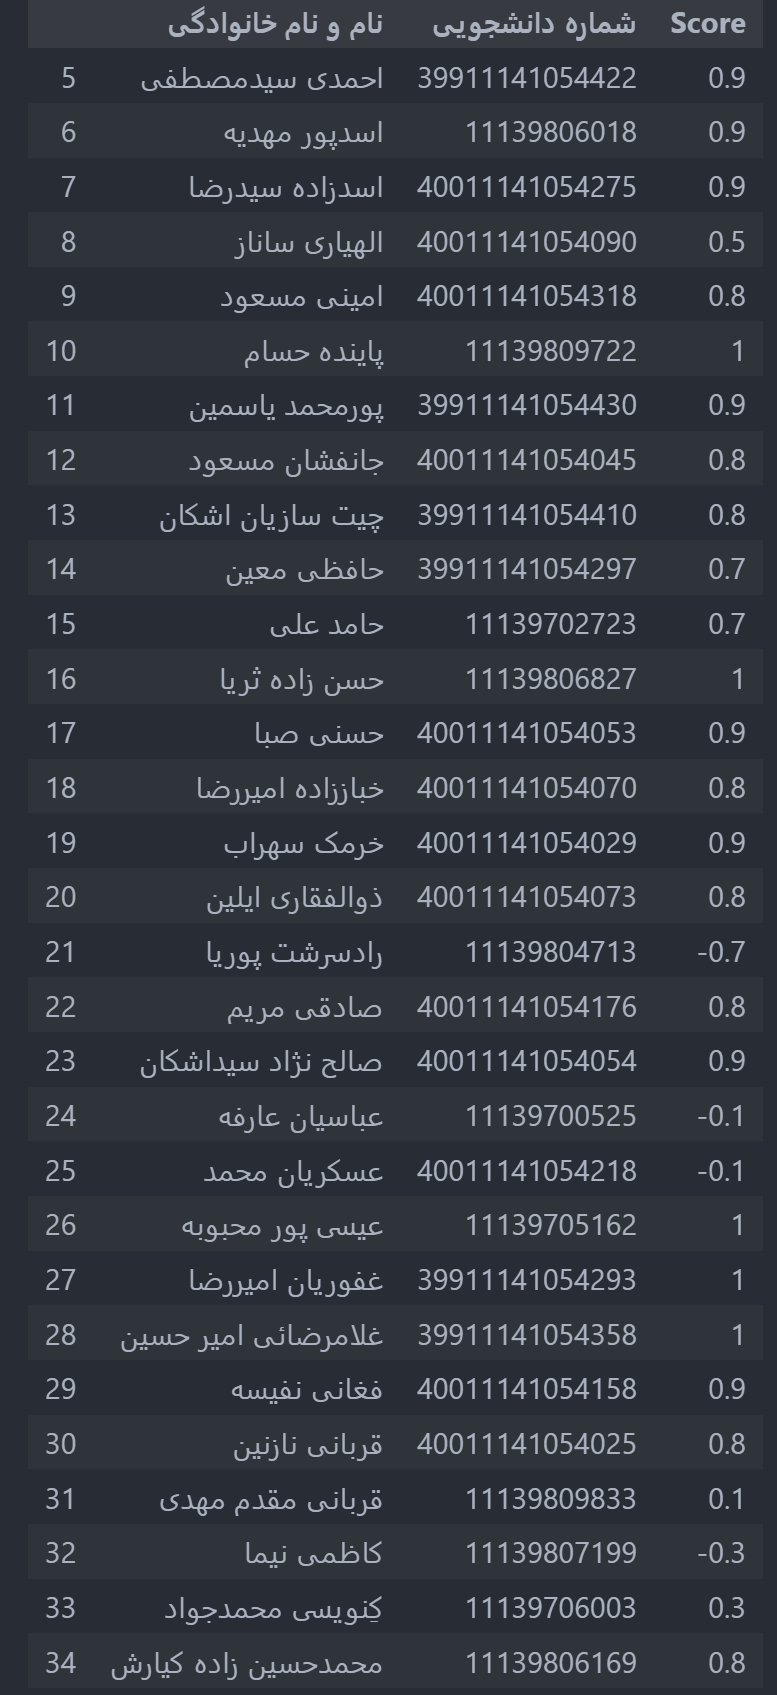 نام و نام خانوادگی شماره دانشجویی Score
5 احمدی سیدمصطفی 39911141054422 0.9
6 اسدپور مهدیه 11139806018 0.9
7 اسدزاده سیدرضا 40011141054275 0.9
8 الهیاری ساناز 40011141054090 0.5
9 امینی مسعود 40011141054318 0.8
10 پاینده حسام 11139809722 1
11 پورمحمد یاسمین 39911141054430 0.9
12 جانفشان مسعود 40011141054045 0.8
13 چیت سازیان اشکان 39911141054410 0.8
14 حافظی معین 39911141054297 0.7
15 حامد علی 11139702723 0.7
16 حسن زاده ثریا 11139806827 1
17 حسنی صبا 40011141054053 0.9
18 خباززاده امیررضا 40011141054070 0.8
19 خرمک سهراب 40011141054029 0.9
20 ذوالفقاری ایلین 40011141054073 0.8
21 رادسرشت پوریا 11139804713 -0.7
22 صادقی مریم 40011141054176 0.8
23 صالح نژاد سیداشکان 40011141054054 0.9
24 عباسیان عارفه 11139700525 -0.1
25 عسکریان محمد 40011141054218 -0.1
26 عیسی پور محبوبه 11139705162 1
27 غفوریان امیررضا 39911141054293 1
28 غلامرضائی امیر حسین 39911141054358 1
29 فغانی نفیسه 40011141054158 0.9
30 قربانی نازنین 40011141054025 0.8
31 قربانی مقدم مهدی 11139809833 0.1
32 کاظمی نیما 11139807199 -0.3
33 کِنویسی محمدجواد 11139706003 0.3
34 محمدحسین زاده کیارش 11139806169 0.8